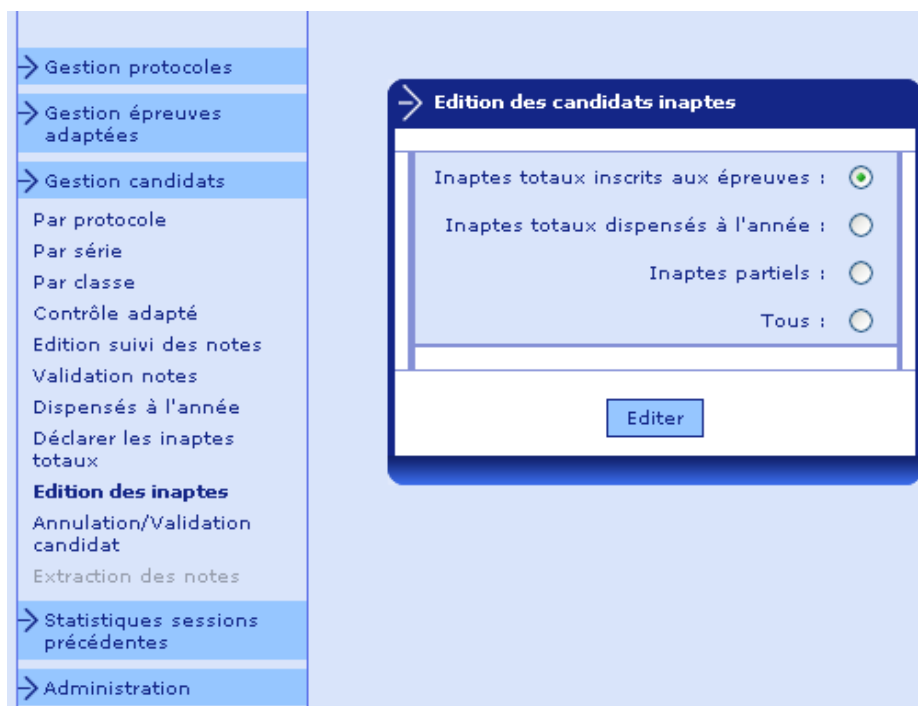 Gestion protocoles
Gestion épreuves
adaptées
Gestion candidats
Par protocole
Par série
Par classe
Contrôle adapté
Edition suivi des notes
Validation notes
Dispensés à l'année
Déclarer les inaptes
totaux
Edition des inaptes
Annulation/Validation
candidat
Extraction des notes
Statistiques sessions
précédentes
Administration
Edition des candidats inaptes
Inaptes totaux inscrits aux épreuves :
Inaptes totaux dispensés à l'année :
Inaptes partiels :
Tous :
Editer